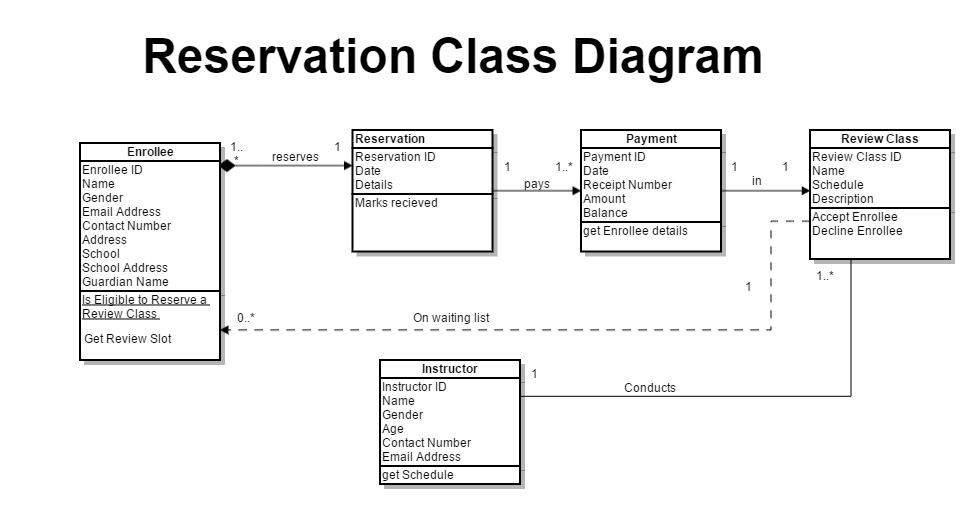 Reservation Class Diagram
Enrollee
Enrollee ID
Name
Gender
Email Address
Contact Number
Address
School
School Address
Guardian Name
Is Eligible to Reserve a
Review Class
Get Review Slot
1..
*
reserves
1
Reservation
Reservation ID
Date
Details
Marks recieved
1
pays
1..*
Payment
Payment ID
Date
Receipt Number
Amount
Balance
get Enrollee details
1
in
1
Review Class
Review Class ID
Name
Schedule
Description
Accept Enrollee
Decline Enrollee
1..*
1
0..*
On waiting list
Instructor
Instructor ID
Name
Gender
Age
Contact Number
Email Address
get Schedule
1
Conducts